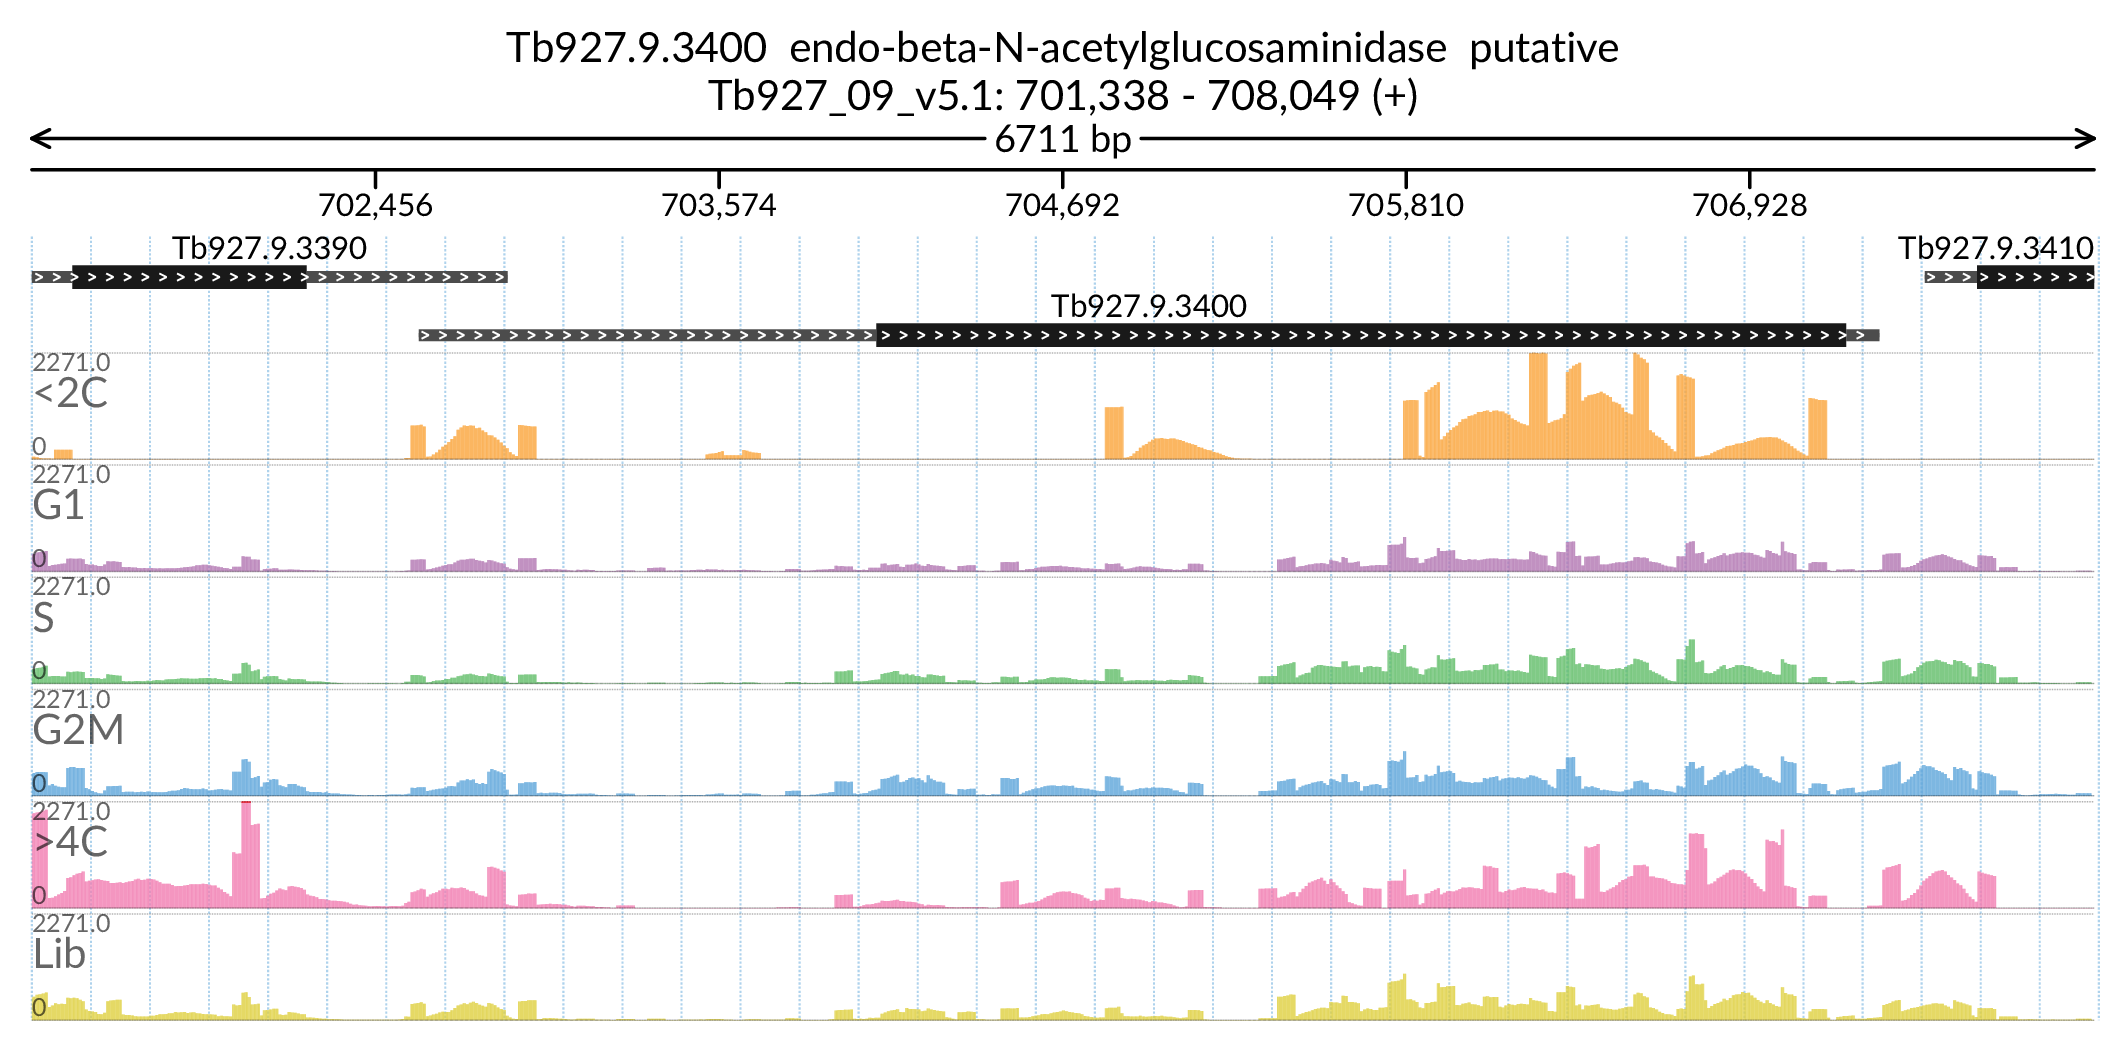 Tb927.9.3400 endo-beta-N-acetylglucosaminidase putative
Tb927_09_v5.1: 701,338 - 708,049 (+)
6711 bp
702,456 703,574 704,692 705,810 706,928
Tb927.9.3390 Tb927.9.3410
Tb927.9.3400
2271.0
<2C
0
2271.0
G1
0
2271.0
S
0
2271.0
G2M
0
2271.0
>4C
0
2271.0
Lib
0